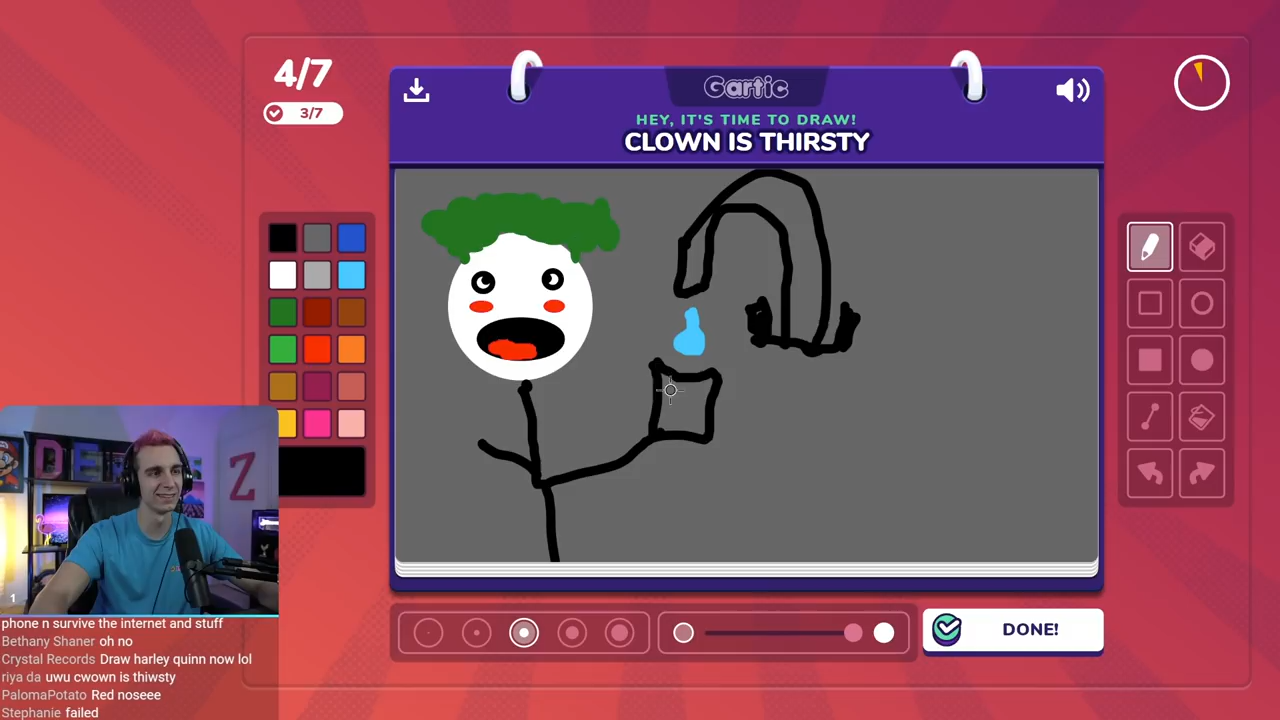 4/7
3/7
Gartic
HEY, IT'S TIME TO DRAW!
CLOWN IS THIRSTY
Z
DONE!
1
phone n survive the internet and stuff
Bethany Shaner oh no
Crystal Records Draw harley quinn now lol
riya da uwu cwown is thiwsty
PalomaPotato Red noseee
Stephanie failed